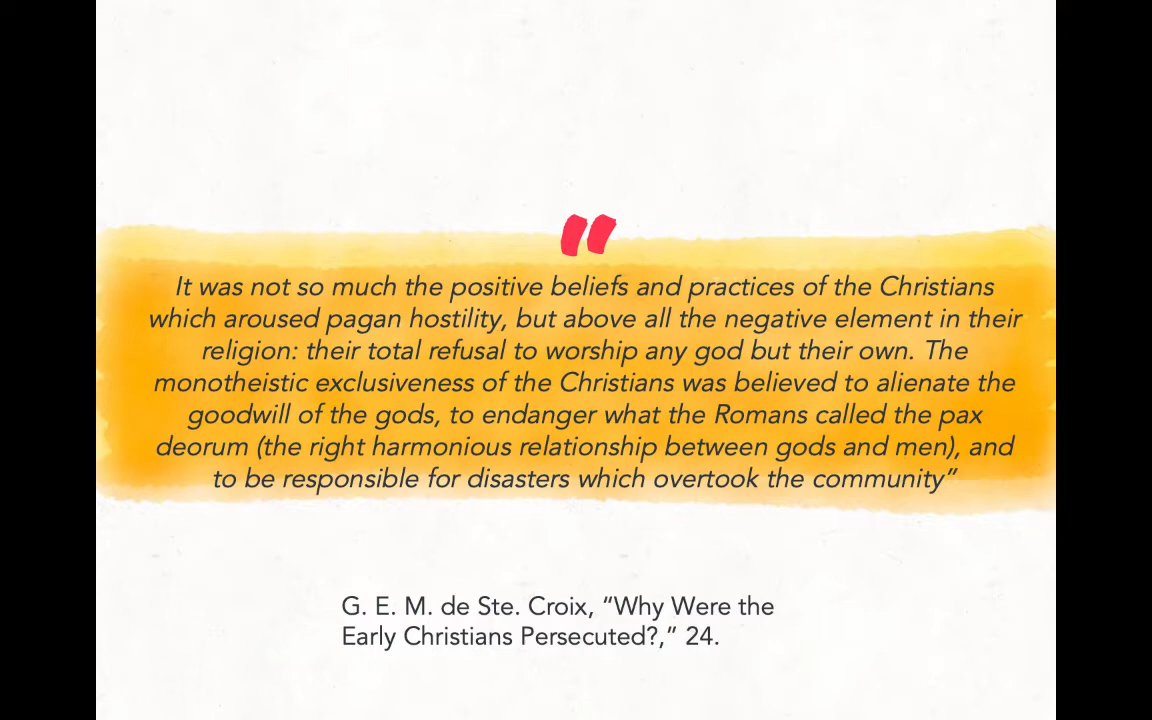 "
It was not so much the positive beliefs and practices of the Christians
which aroused pagan hostility, but above all the negative element in their
religion: their total refusal to worship any god but their own. The
monotheistic exclusiveness of the Christians was believed to alienate the
goodwill of the gods, to endanger what the Romans called the pax
deorum (the right harmonious relationship between gods and men), and
to be responsible for disasters which overtook the community”
G. E. M. de Ste. Croix, “Why Were the
Early Christians Persecuted?,” 24.